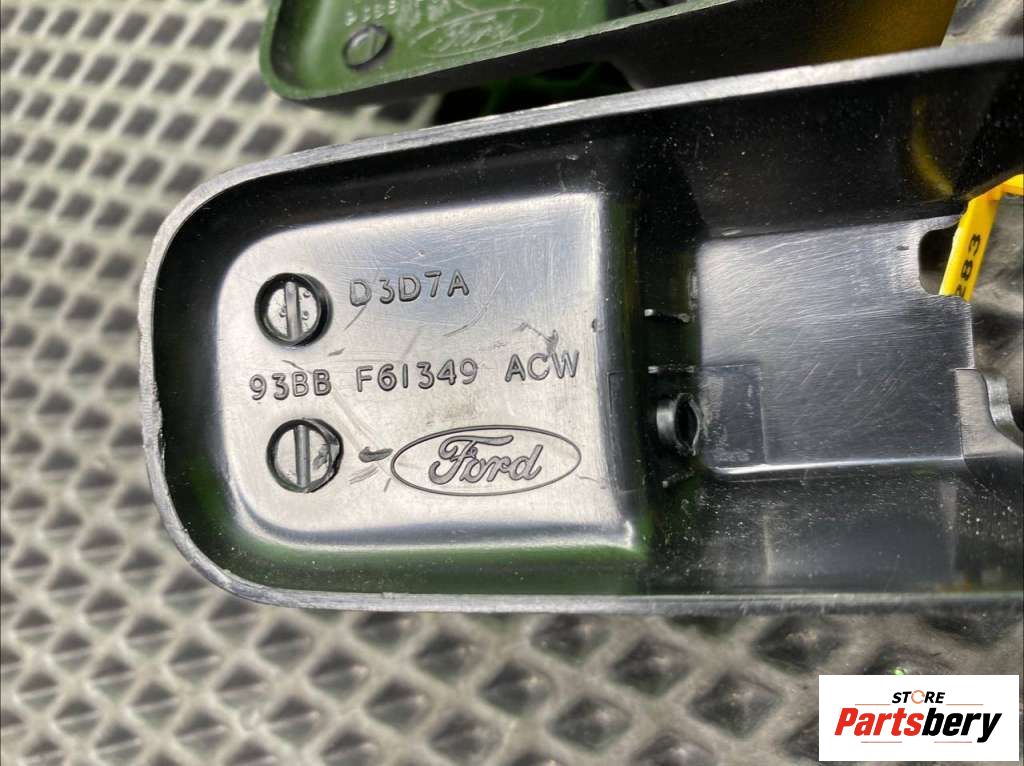 Ford
D3D7A
93BB F61349 ACW
Ford
283
STORE
Partsbery